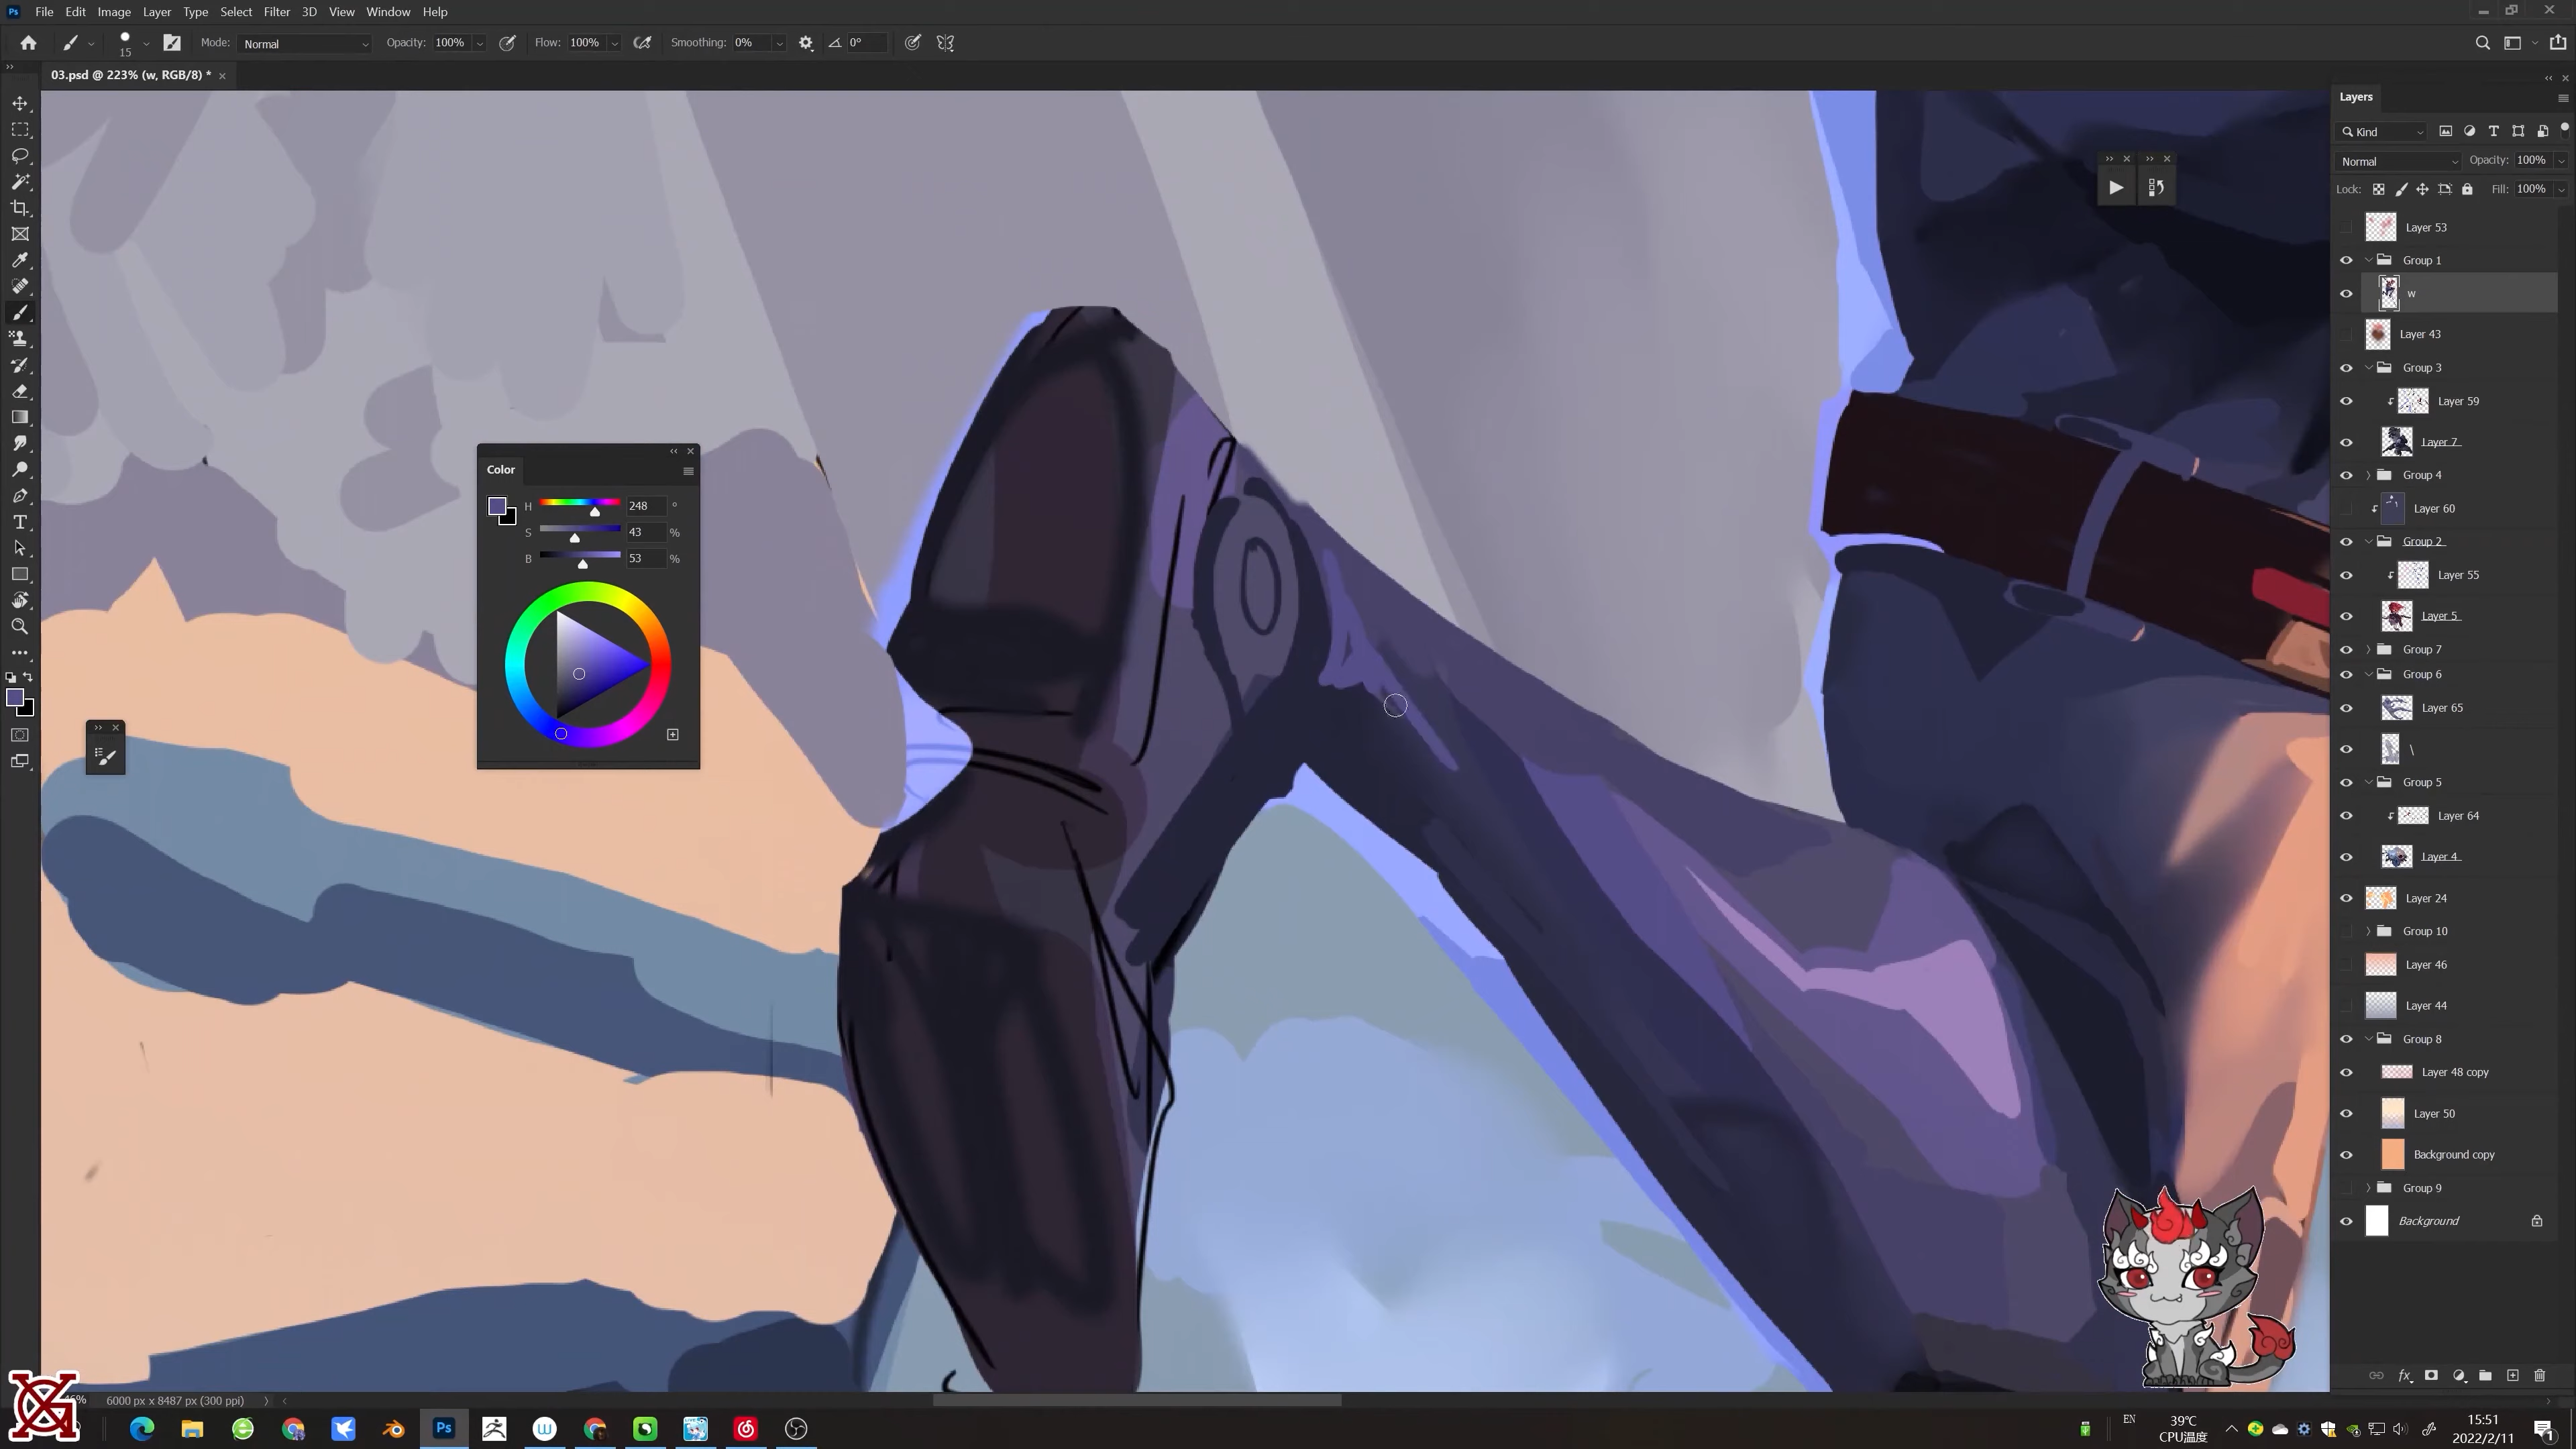 Ps File Edit Image Layer Type Select Filter 3D View Window Help
15 Mode: Normal Opacity: 100% Flow: 100% Smoothing: 0% 0°
03.psd @ 223% (w, RGB/8) * ×
Layers
Kind
Normal Opacity: 100%
Lock: Fill: 100%
Layer 53
Group 1
w
Layer 43
Group 3
Layer 59
Layer 7
Group 4
Layer 60
Group 2
Layer 55
Layer 5
Group 7
Group 6
Layer 65
\
Group 5
Layer 64
Layer 4
Layer 24
Group 10
Layer 46
Layer 44
Group 8
Layer 48 copy
Layer 50
Background copy
Group 9
Background
Color
H 248 °
S 43 %
B 53 %
6000 px x 8487 px (300 ppi)
Ps
EN
39℃
CPU温度
15:51
2022/2/11
1